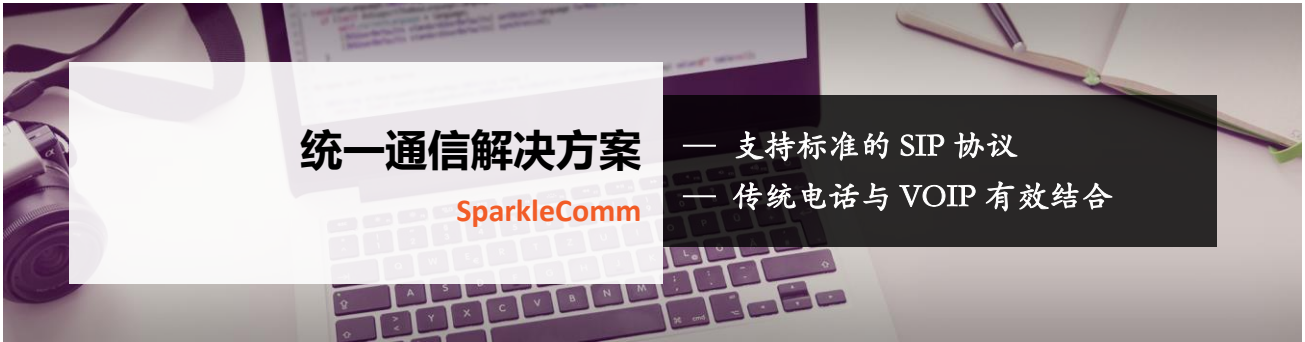 统一通信解决方案
SparkleComm
— 支持标准的 SIP 协议
— 传统电话与 VOIP 有效结合